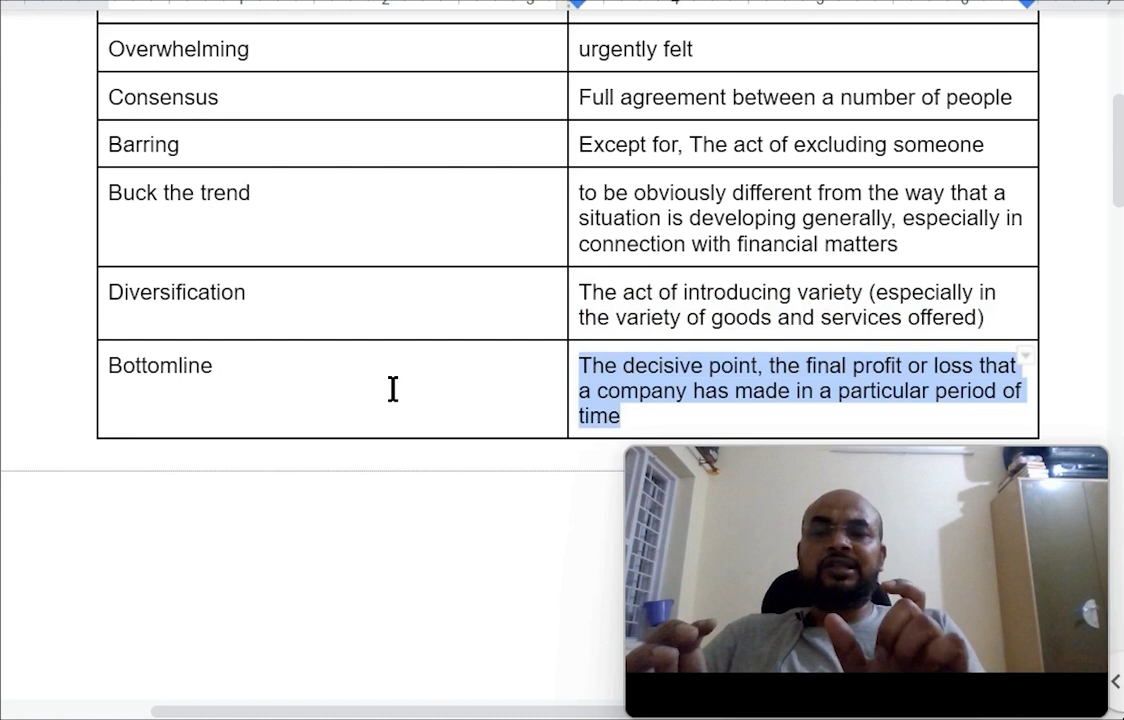 Overwhelming
urgently felt
Consensus
Full agreement between a number of people
Barring
Except for, The act of excluding someone
Buck the trend
to be obviously different from the way that a
situation is developing generally, especially in
connection with financial matters
Diversification
The act of introducing variety (especially in
the variety of goods and services offered)
Bottomline
The decisive point, the final profit or loss that
a company has made in a particular period of
time